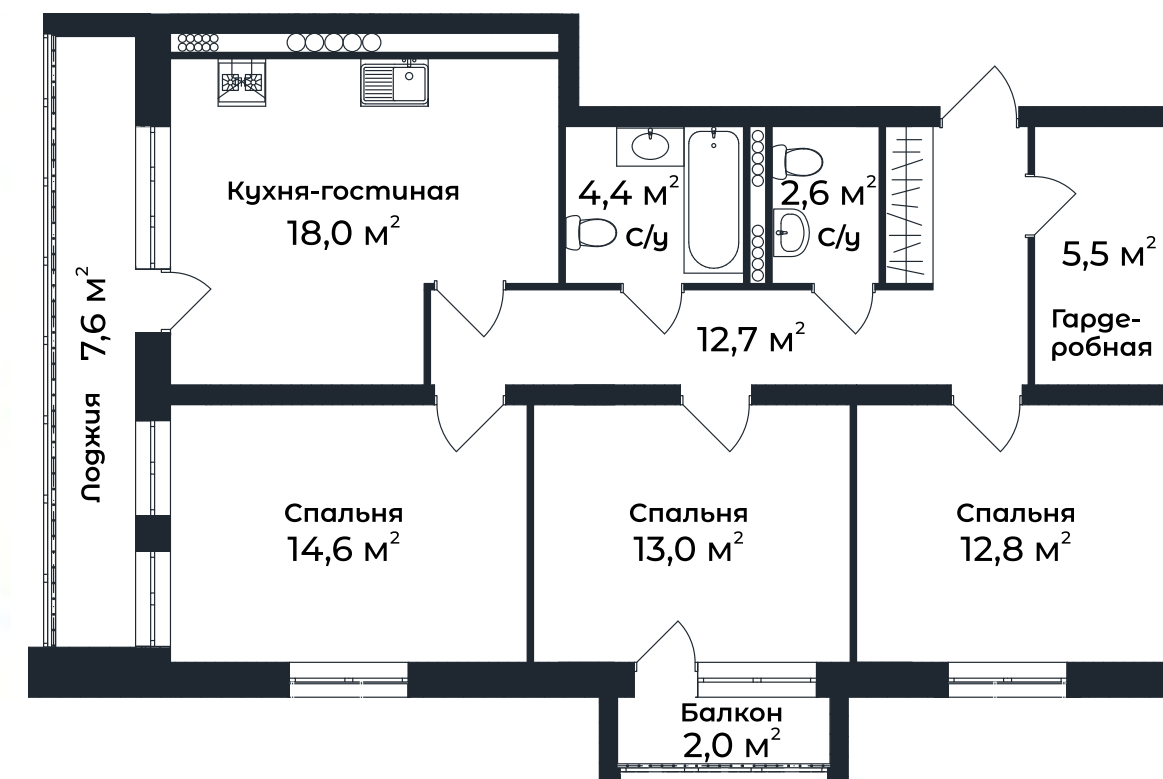 Кухня-гостиная
18,0 м²
4,4 м²
С/у
2,6 м²
С/у
5,5 м²
Гарде-
робная
12,7 м²
7,6 м²
Лоджия
Спальня
14,6 м²
Спальня
13,0 м²
Спальня
12,8 м²
Балкон
2,0 м²